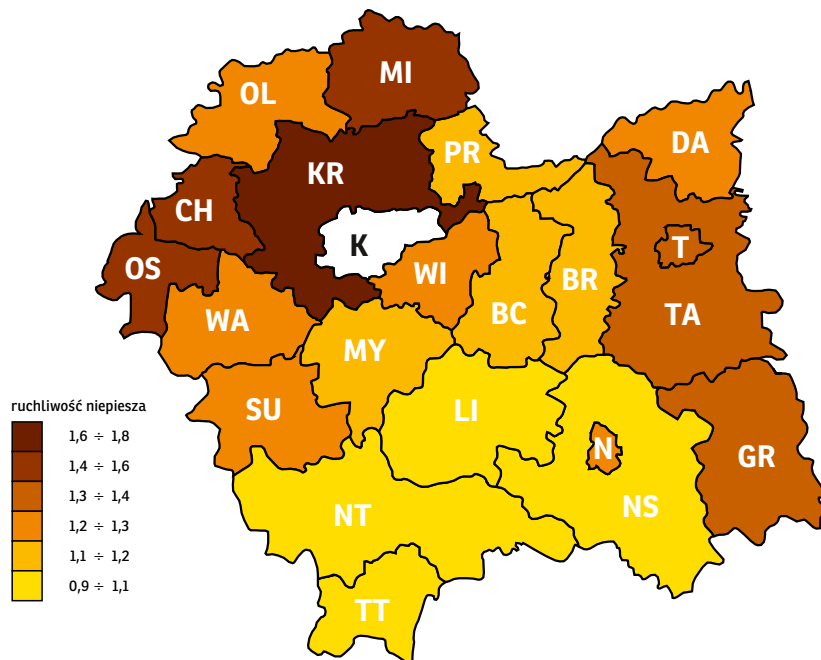 MI
OL
DA
PR
KR
CH
K
T
OS
WI
BR
WA
BC
TA
MY
SU
LI
N
GR
NT
NS
TT
ruchliwość niepiesza
1,6 ÷ 1,8
1,4 ÷ 1,6
1,3 ÷ 1,4
1,2 ÷ 1,3
1,1 ÷ 1,2
0,9 ÷ 1,1